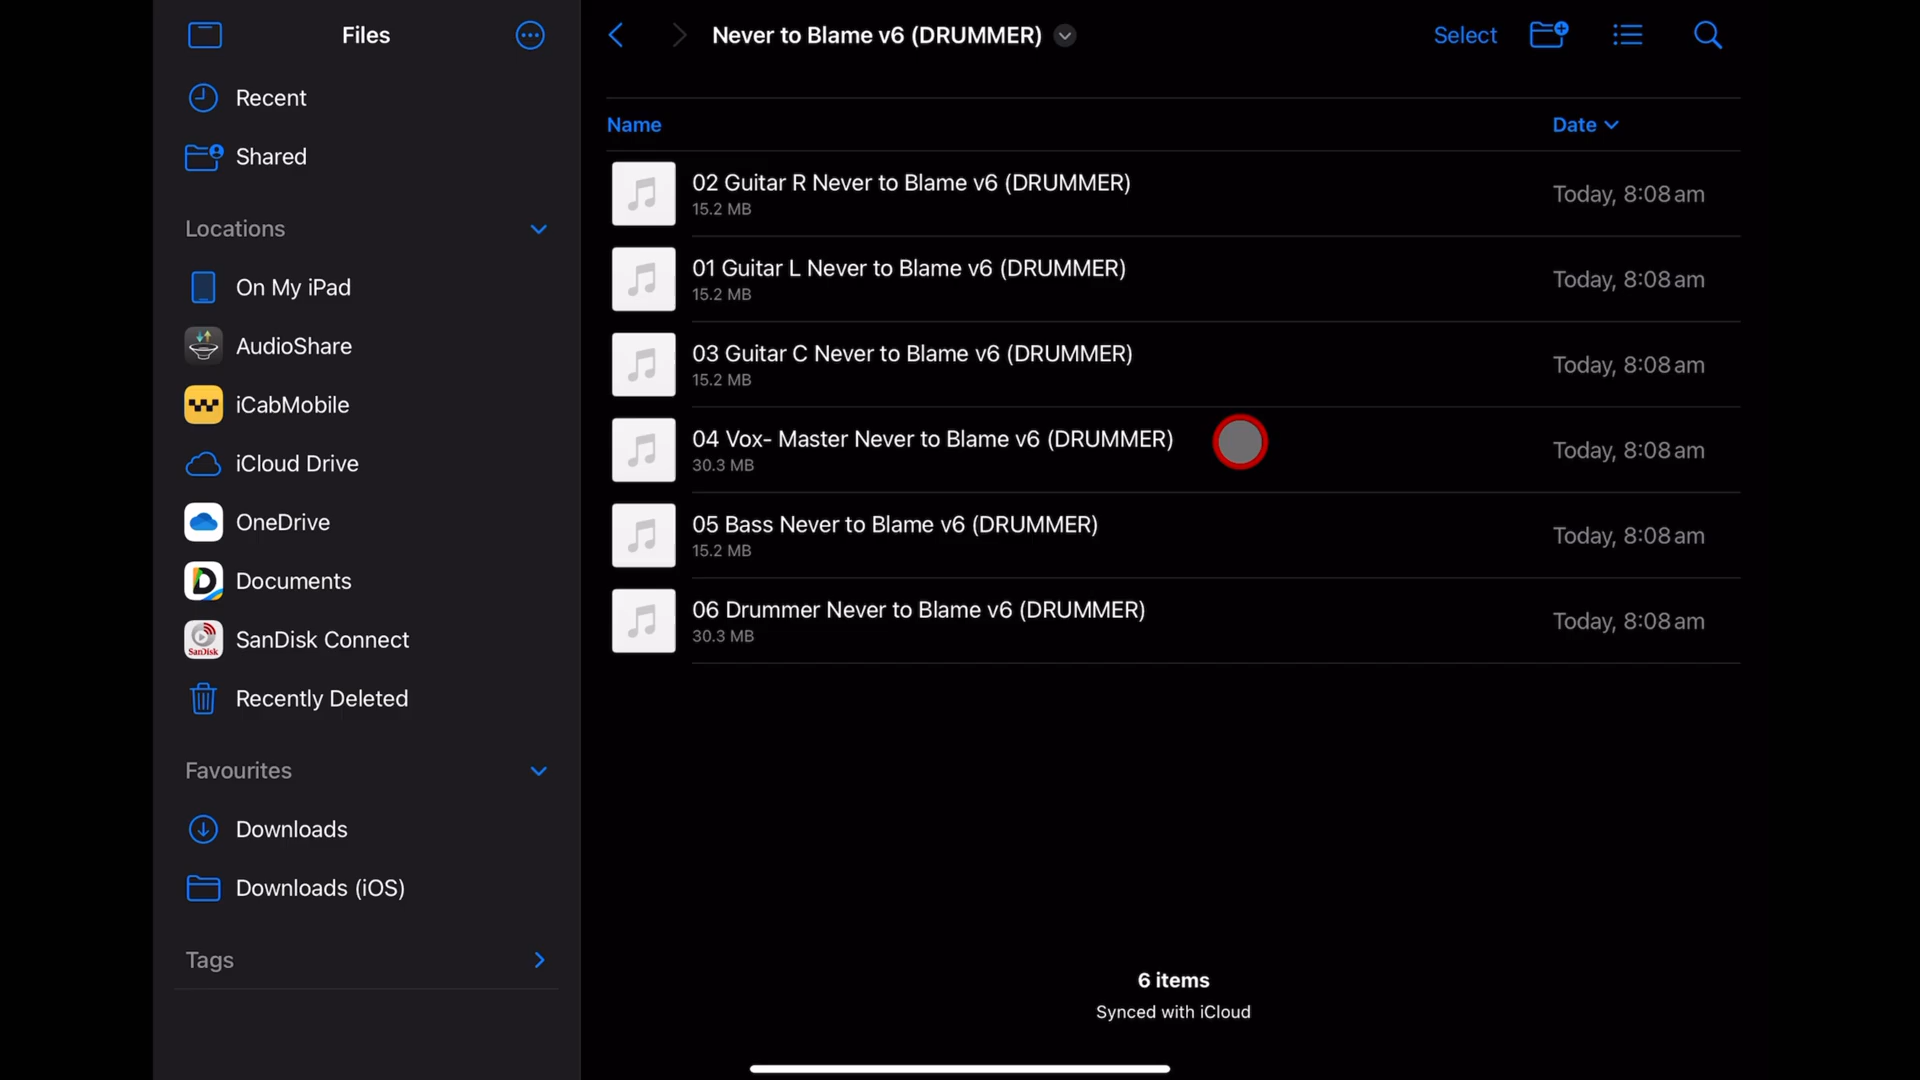 Files
Recent
Shared
Locations
On My iPad
AudioShare
iCabMobile
iCloud Drive
OneDrive
Documents
SanDisk
SanDisk Connect
Recently Deleted
Favourites
Downloads
Downloads (iOS)
Tags
Never to Blame v6 (DRUMMER)
Select
Name
Date
02 Guitar R Never to Blame v6 (DRUMMER)
15.2 MB
Today, 8:08 am
01 Guitar L Never to Blame v6 (DRUMMER)
15.2 MB
Today, 8:08 am
03 Guitar C Never to Blame v6 (DRUMMER)
15.2 MB
Today, 8:08 am
04 Vox- Master Never to Blame v6 (DRUMMER)
30.3 MB
Today, 8:08 am
05 Bass Never to Blame v6 (DRUMMER)
15.2 MB
Today, 8:08 am
06 Drummer Never to Blame v6 (DRUMMER)
30.3 MB
Today, 8:08 am
6 items
Synced with iCloud